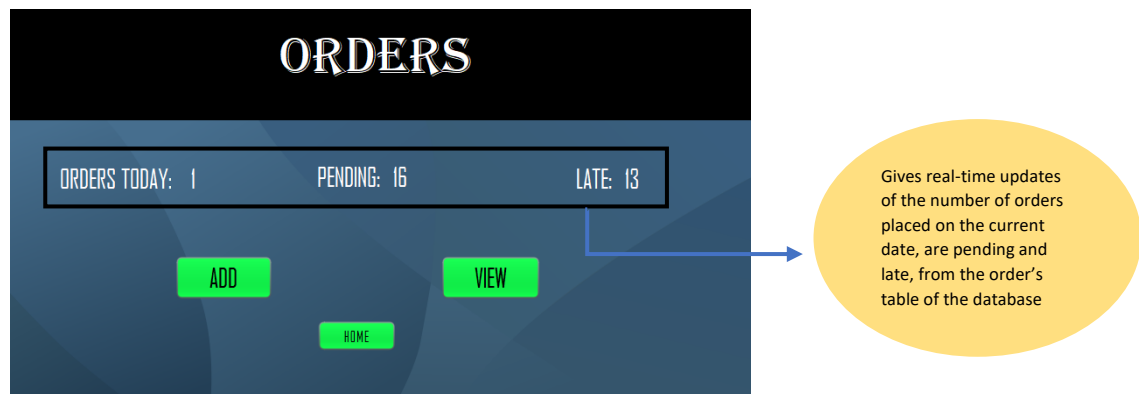 ORDERS
ORDERS TODAY: 1 PENDING: 16 LATE: 13
ADD VIEW
HOME
Gives real-time updates
of the number of orders
placed on the current
date, are pending and
late, from the order’s
table of the database